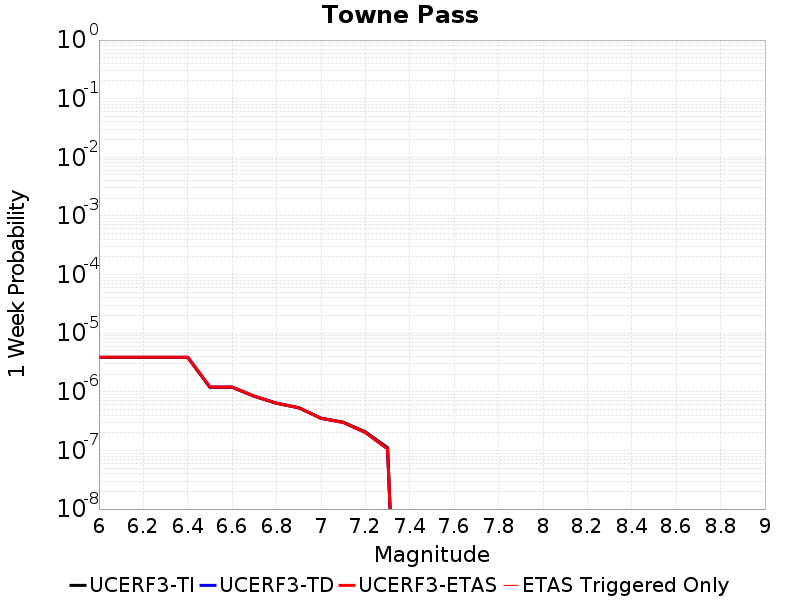 Towne Pass
1 Week Probability
10^0
10^-1
10^-2
10^-3
10^-4
10^-5
10^-6
10^-7
10^-8
6 6.2 6.4 6.6 6.8 7 7.2 7.4 7.6 7.8 8 8.2 8.4 8.6 8.8 9
Magnitude
UCERF3-TI UCERF3-TD UCERF3-ETAS ETAS Triggered Only